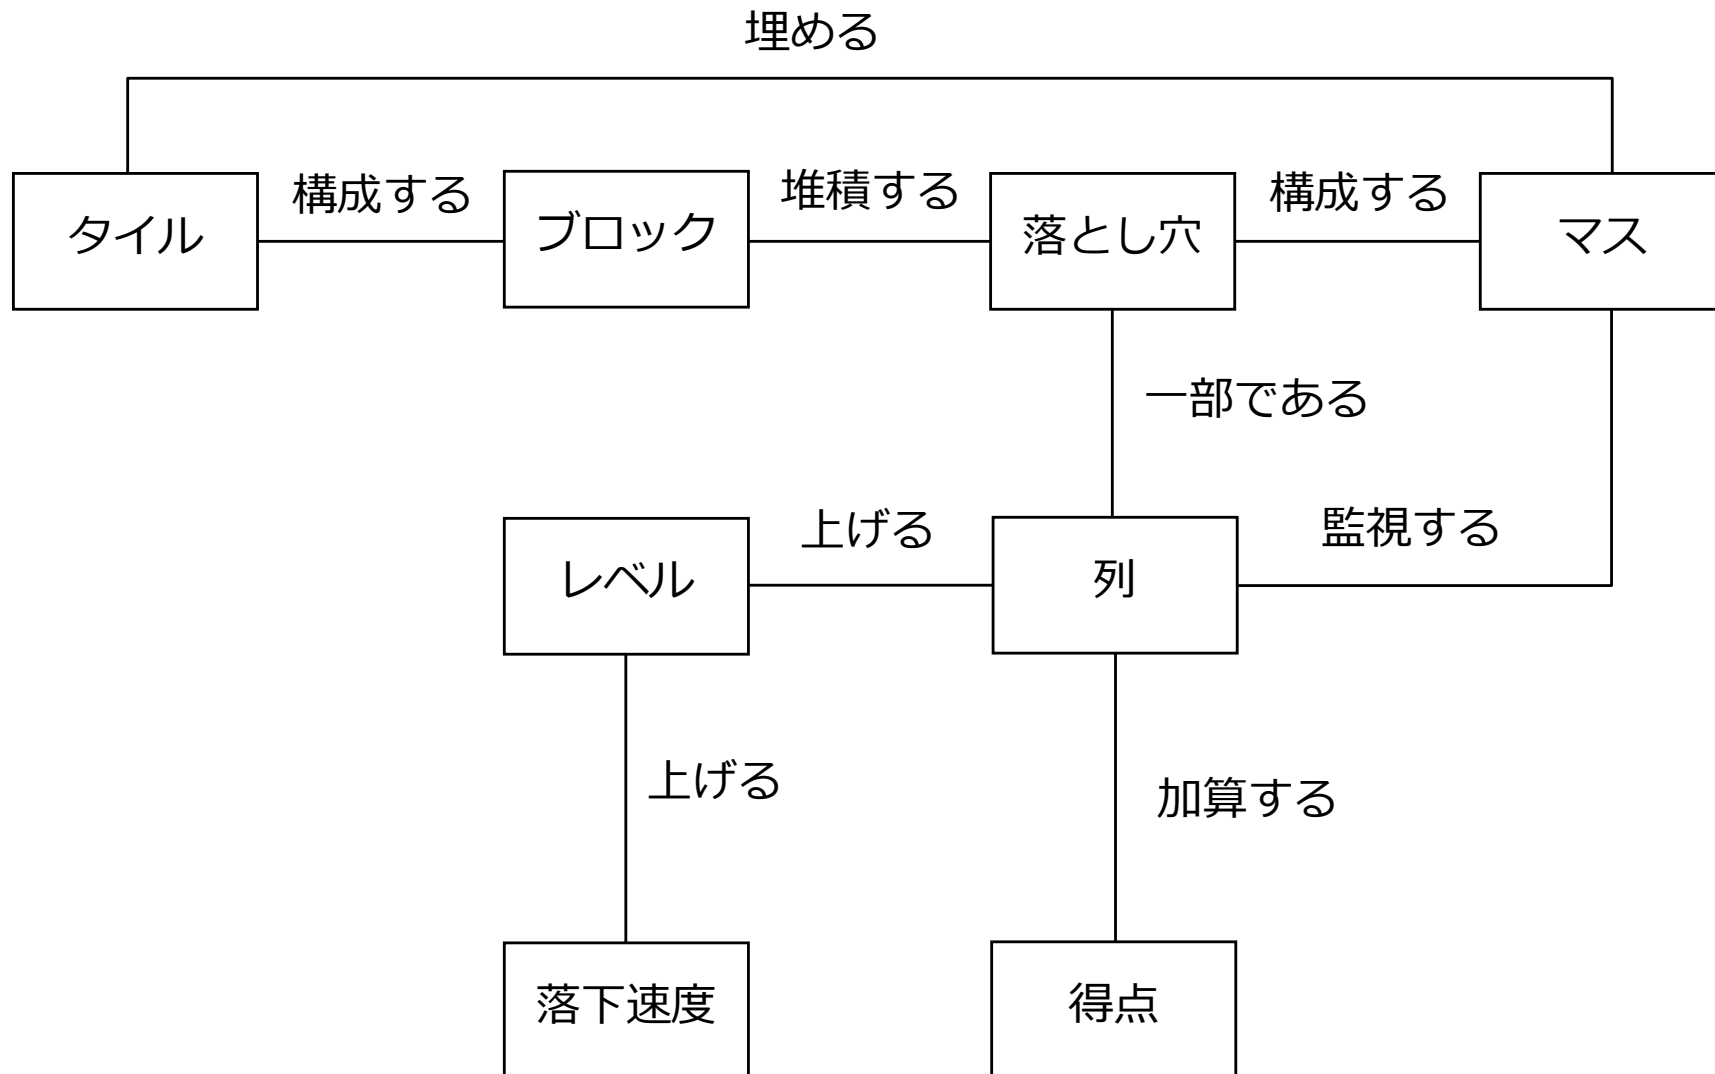 埋める
タイル
構成する
ブロック
堆積する
落とし穴
構成する
マス
一部である
レベル
上げる
列
監視する
上げる
加算する
落下速度
得点